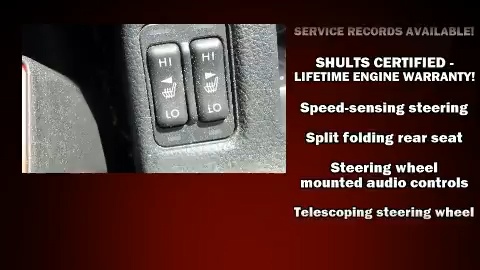 SERVICE RECORDS AVAILABLE!
HI HI
LO LO
SHULTS CERTIFIED -
LIFETIME ENGINE WARRANTY!
Speed-sensing steering
Split folding rear seat
Steering wheel
mounted audio controls
Telescoping steering wheel